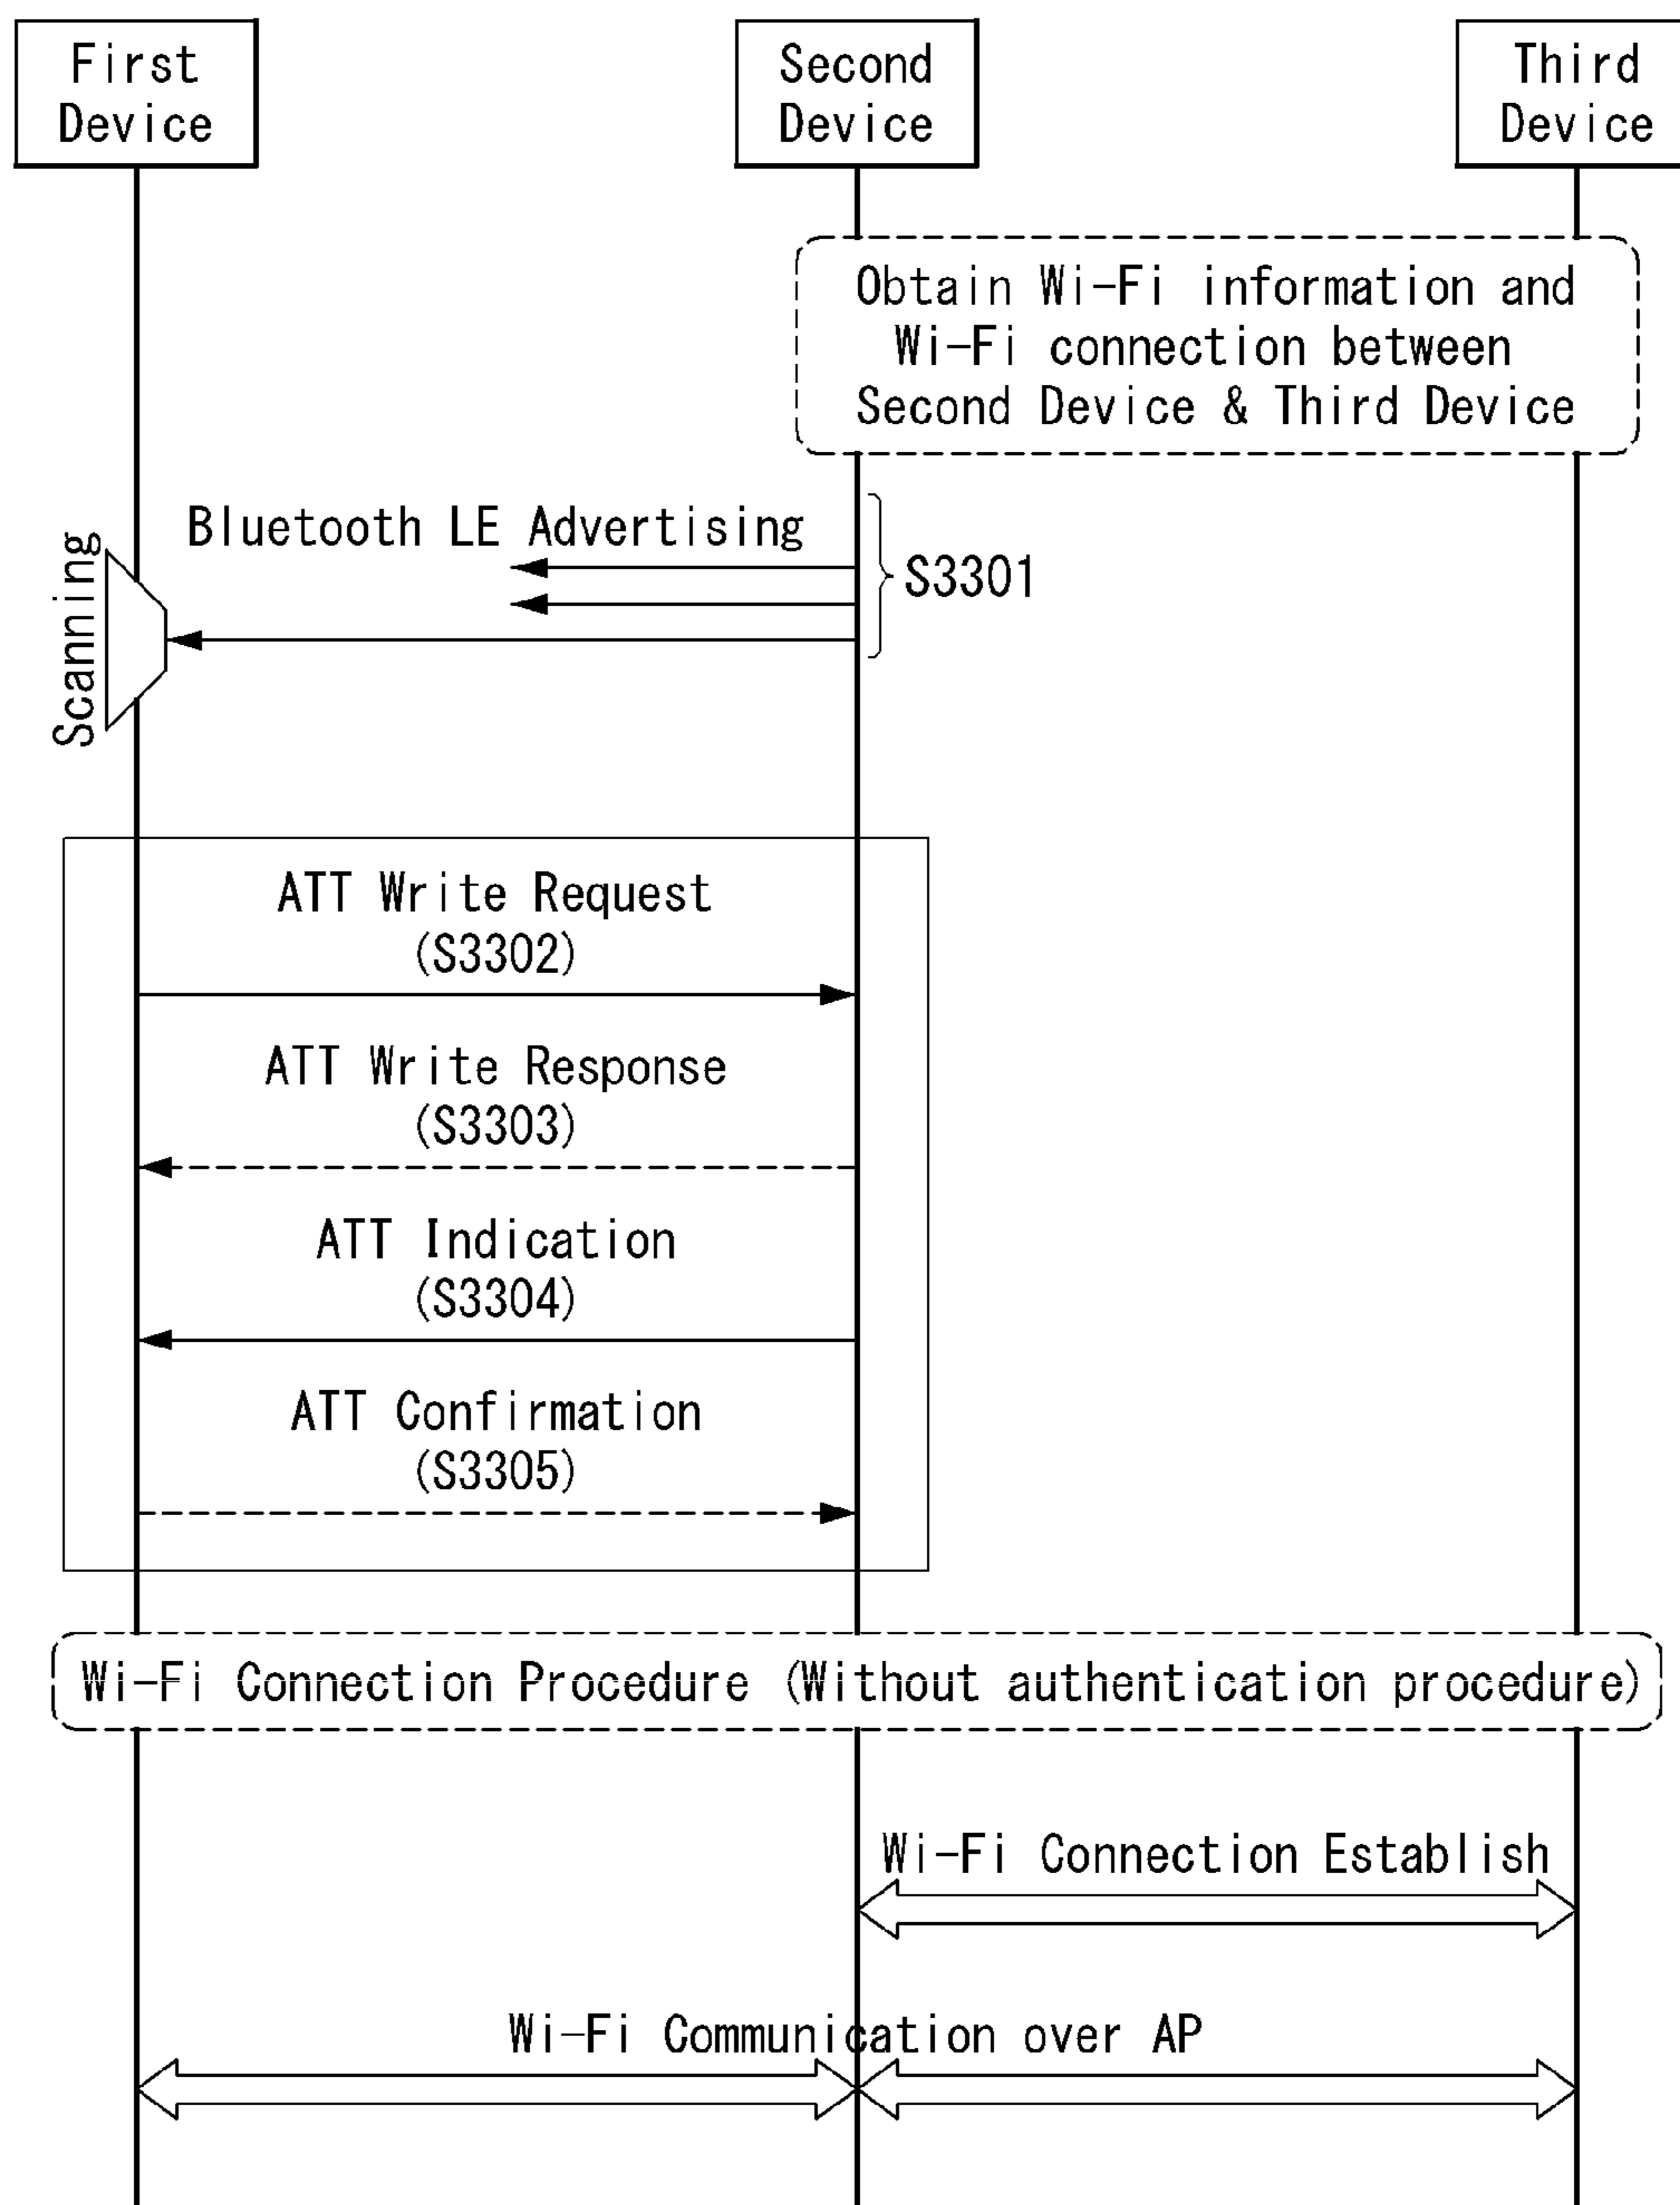 First
Device
Second
Device
Third
Device
Obtain Wi-Fi information and
Wi-Fi connection between
Second Device & Third Device
Bluetooth LE Advertising
S3301
Scanning
ATT Write Request
(S3302)
ATT Write Response
(S3303)
ATT Indication
(S3304)
ATT Confirmation
(S3305)
Wi-Fi Connection Procedure (Without authentication procedure)
Wi-Fi Connection Establish
Wi-Fi Communication over AP